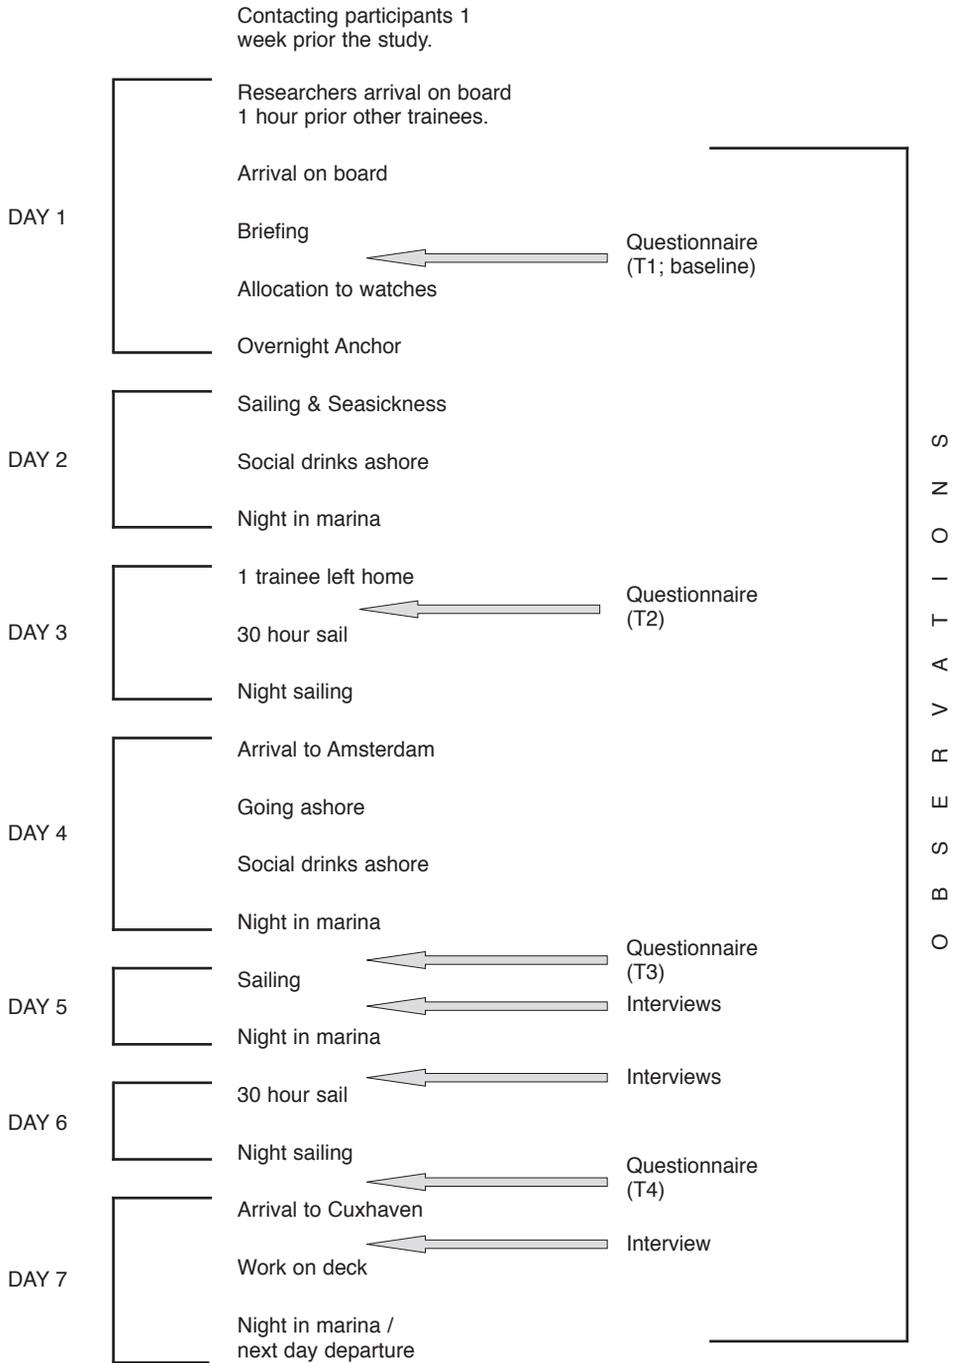 Contacting participants 1
week prior the study.
Researchers arrival on board
1 hour prior other trainees.
Arrival on board
DAY 1
Briefing
Questionnaire
(T1; baseline)
Allocation to watches
Overnight Anchor
Sailing & Seasickness
DAY 2
Social drinks ashore
Night in marina
1 trainee left home
Questionnaire
(T2)
DAY 3
30 hour sail
Night sailing
Arrival to Amsterdam
Going ashore
DAY 4
Social drinks ashore
Night in marina
Questionnaire
(T3)
Sailing
DAY 5
Interviews
Night in marina
Interviews
30 hour sail
DAY 6
Night sailing
Questionnaire
(T4)
Arrival to Cuxhaven
Interview
Work on deck
DAY 7
Night in marina /
next day departure
OBSERVATIONS